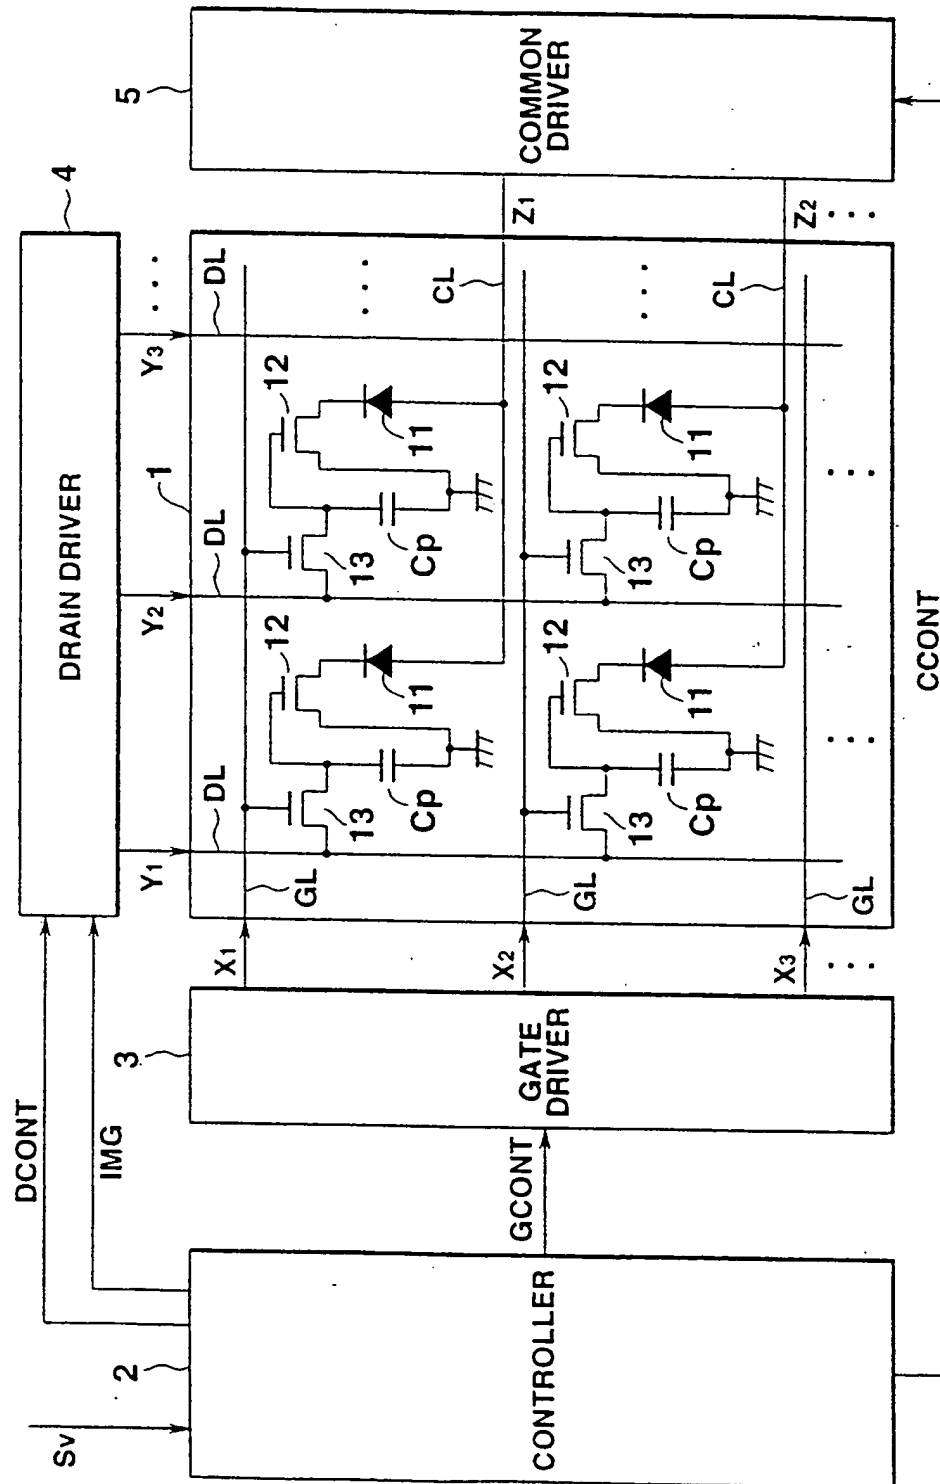 Sv
2
CONTROLLER
DCONT
IMG
GCONT
3
GATE
DRIVER
X1
X2
X3
DRAIN DRIVER
4
Y1
Y2
Y3
DL
DL
DL
1
GL
GL
GL
13
Cp
12
11
13
Cp
12
11
13
Cp
12
11
13
Cp
12
11
CL
CL
Z1
Z2
5
COMMON
DRIVER
CCONT